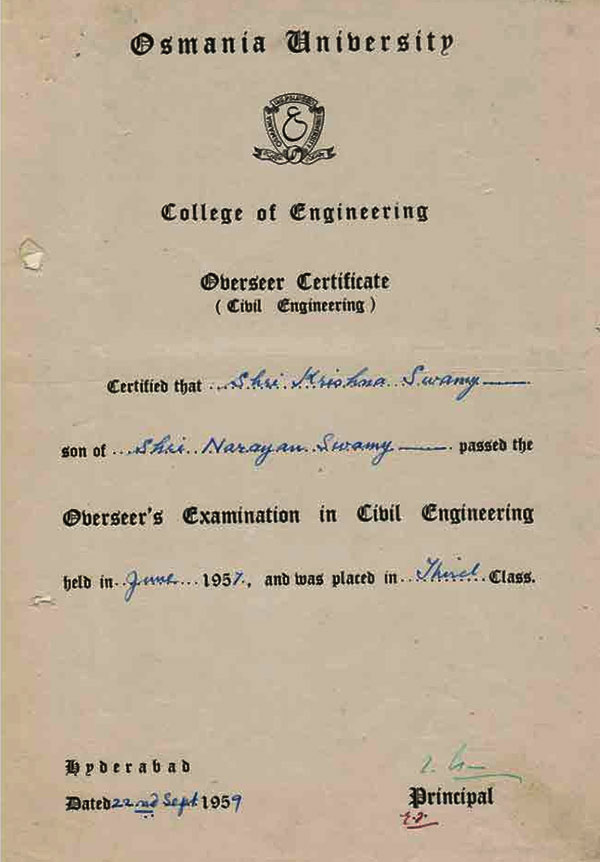 Osmania University
OSMANIA UNIVERSITY
College of Engineering
Overseer Certificate
( Civil Engineering )
Certified that Shri Krishna Swamy
son of Shri Narayan Swamy passed the
Overseer's Examination in Civil Engineering
held in June 1957, and was placed in Third Class.
Hyderabad
Dated 22nd Sept 1959
Principal